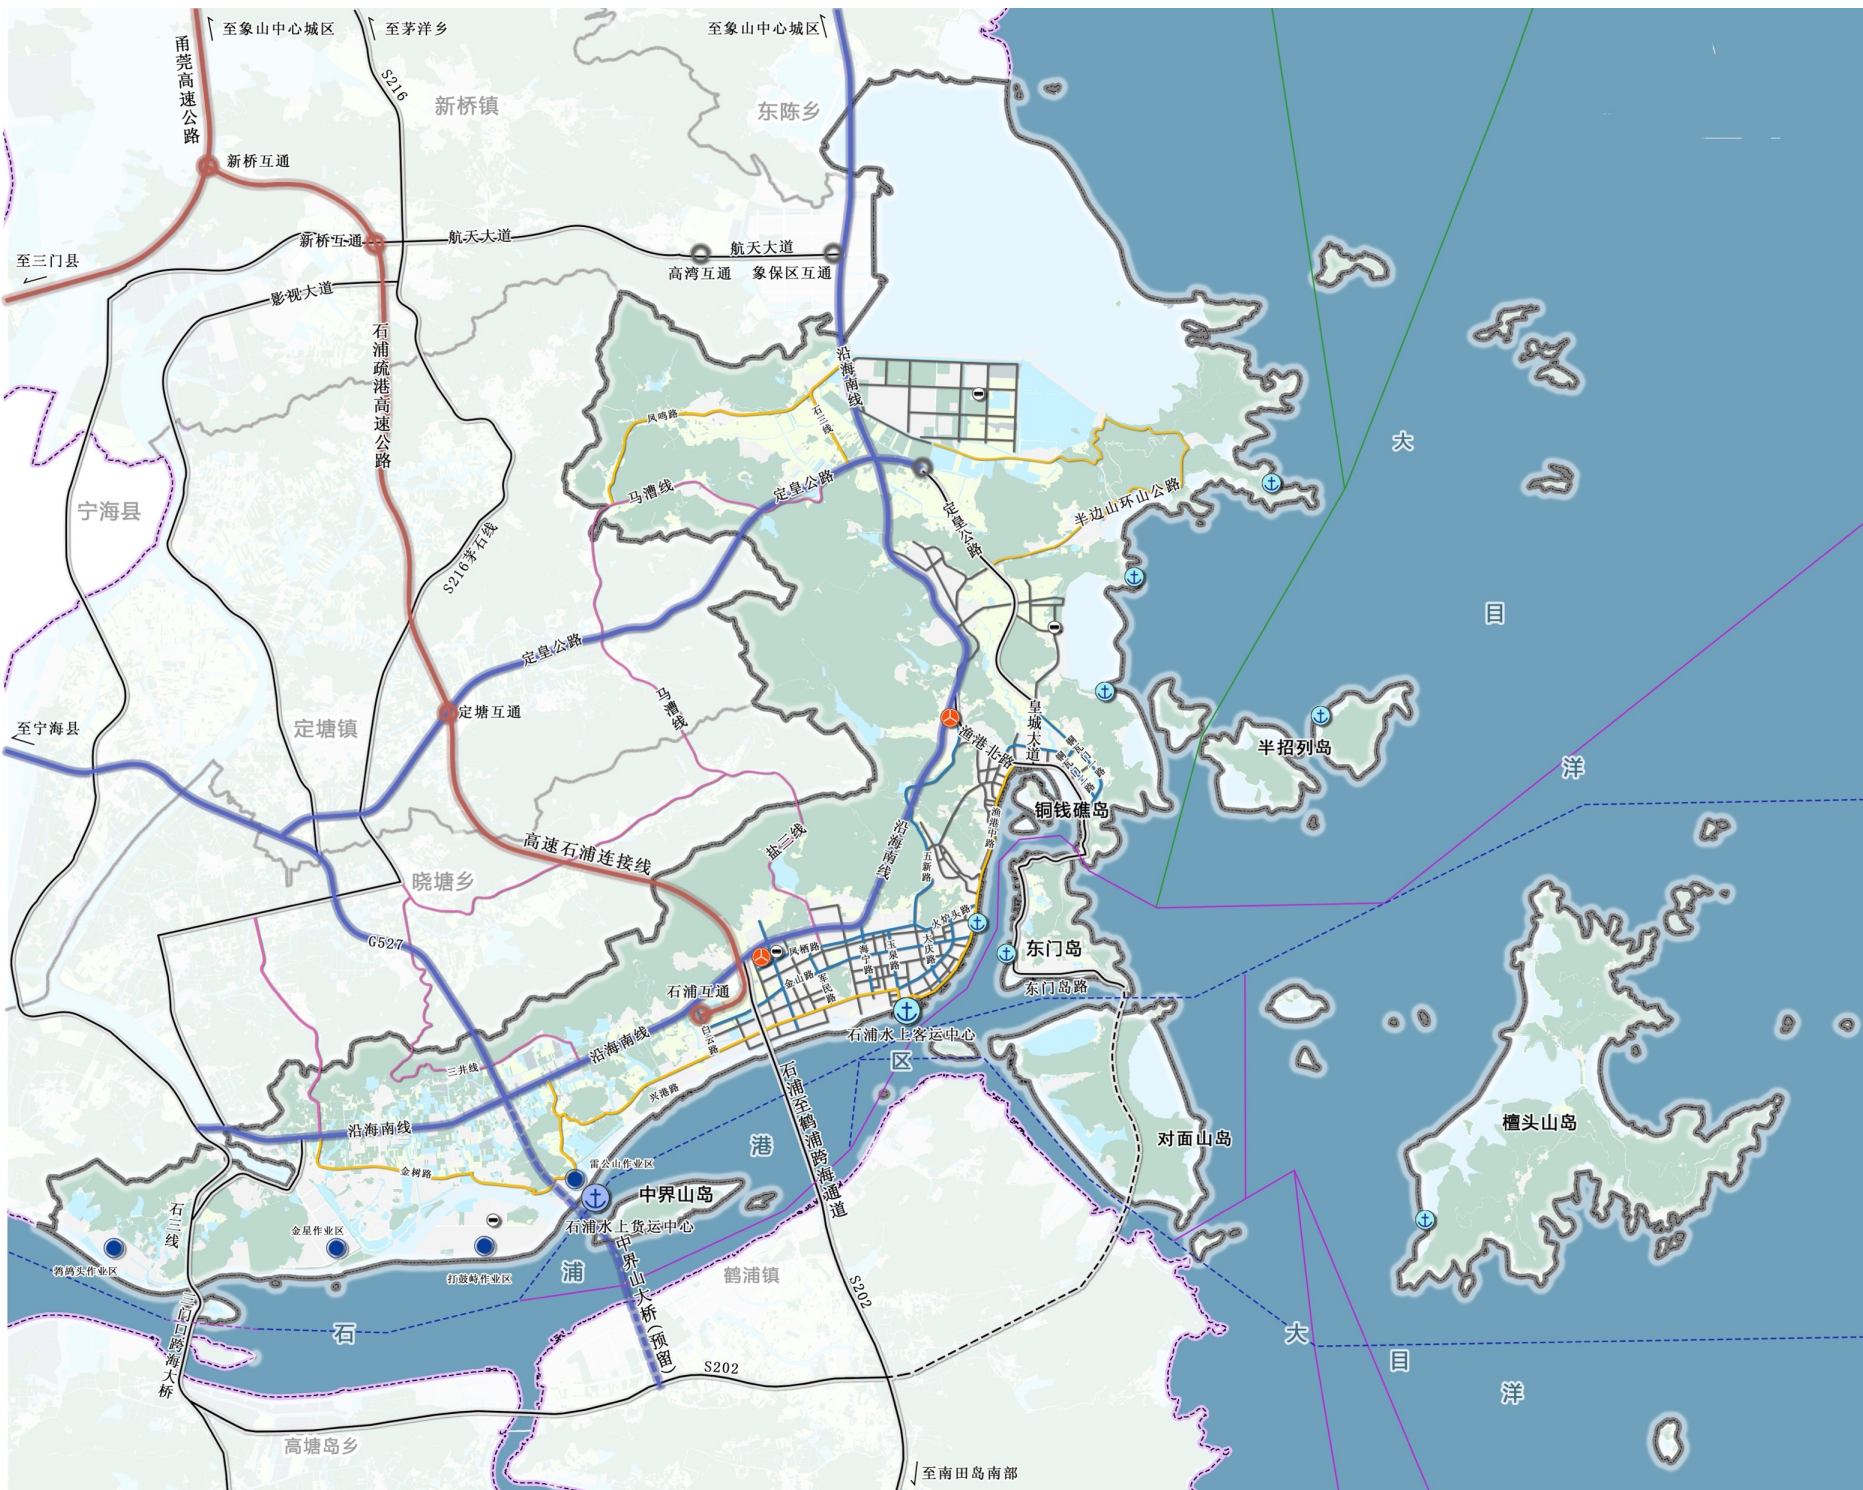 至象山中心城区
至茅洋乡
至象山中心城区
甬莞高速公路
S216
新桥镇
东陈乡
新桥互通
新桥互通
航天大道
航天大道
高湾互通
象保区互通
至三门县
影视大道
石浦疏港高速公路
沿海南线
凤鸣路
石三线
大
宁海县
马漕线
定皇公路
定皇公路
半边山环山公路
S216茅石线
目
定皇公路
马漕线
定塘互通
定塘镇
至宁海县
皇城大道
渔港北路
半招列岛
洋
铜钱礁岛
渔港中路
高速石浦连接线
盐三线
沿海南线
五新路
晓塘乡
火炉头路
G527
凤栖路
海宁路
玉泉路
大庆路
东门岛
金山路
军民路
东门岛路
石浦互通
白云路
石浦水上客运中心
沿海南线
区
三井线
兴港路
石浦至鹤浦跨海通道
檀头山岛
沿海南线
港
对面山岛
雷公山作业区
金树路
中界山岛
石三线
金星作业区
石浦水上货运中心
中界山大桥（预留）
鹁鸪头作业区
打鼓峙作业区
浦
鹤浦镇
S202
三门口跨海大桥
石
大
目
S202
洋
高塘岛乡
至南田岛南部